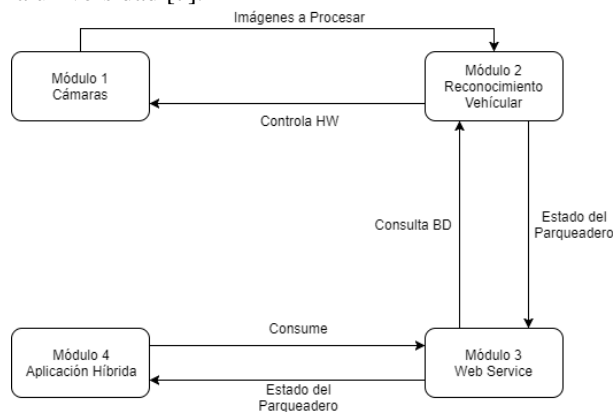 Imágenes a Procesar
Módulo 1
Cámaras
Módulo 2
Reconocimiento
Vehícular
Controla HW
Consulta BD
Estado del
Parqueadero
Módulo 4
Aplicación Híbrida
Consume
Módulo 3
Web Service
Estado del
Parqueadero